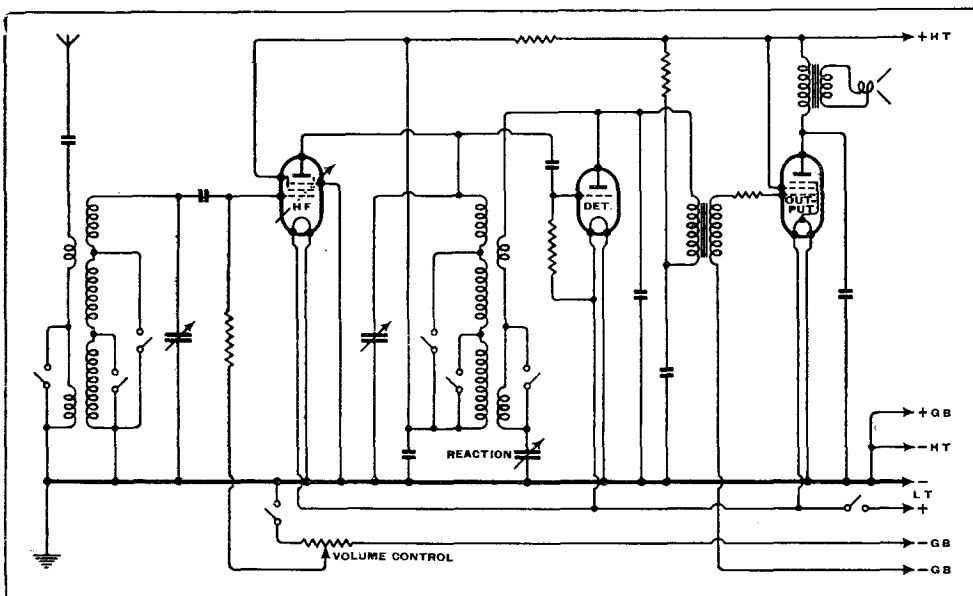 +HT
HF
DET.
OUT-
PUT.
REACTION
+GB
-HT
-
LT
+
VOLUME CONTROL
-GB
-GB